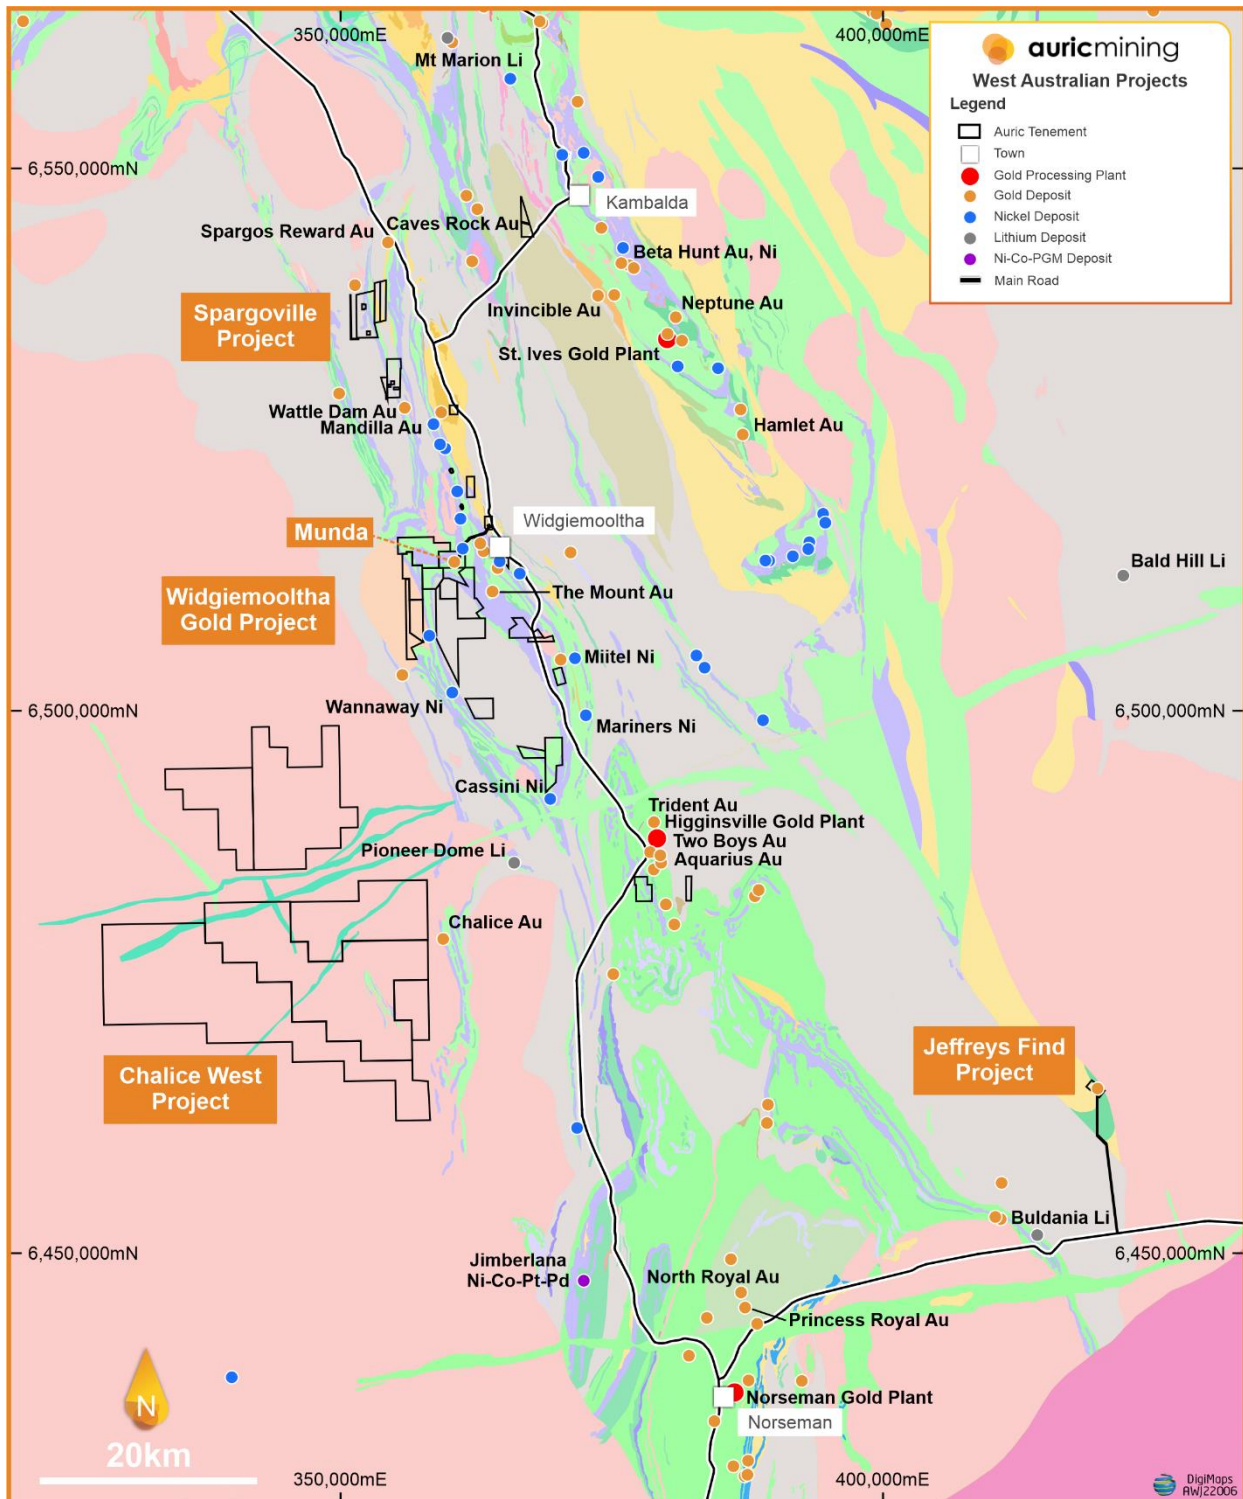 350,000mE
400,000mE
auricmining
West Australian Projects
Legend
Auric Tenement
Town
Gold Processing Plant
Gold Deposit
Nickel Deposit
Lithium Deposit
Ni-Co-PGM Deposit
Main Road
Mt Marion Li
6,550,000mN
6,550,000mN
Kambalda
Caves Rock Au
Spargos Reward Au
Beta Hunt Au, Ni
Spargoville
Project
Invincible Au
Neptune Au
St. Ives Gold Plant
Wattle Dam Au
Mandilla Au
Hamlet Au
Widgiemooltha
Munda
Bald Hill Li
Widgiemooltha
Gold Project
The Mount Au
Miitel Ni
Wannaway Ni
6,500,000mN
6,500,000mN
Mariners Ni
Cassini Ni
Trident Au
Higginsville Gold Plant
Two Boys Au
Aquarius Au
Pioneer Dome Li
Chalice Au
Jeffreys Find
Project
Chalice West
Project
Buldania Li
6,450,000mN
6,450,000mN
Jimberlana
Ni-Co-Pt-Pd
North Royal Au
Princess Royal Au
Norseman Gold Plant
Norseman
N
20km
350,000mE
400,000mE
DigiMaps
AWJ22006